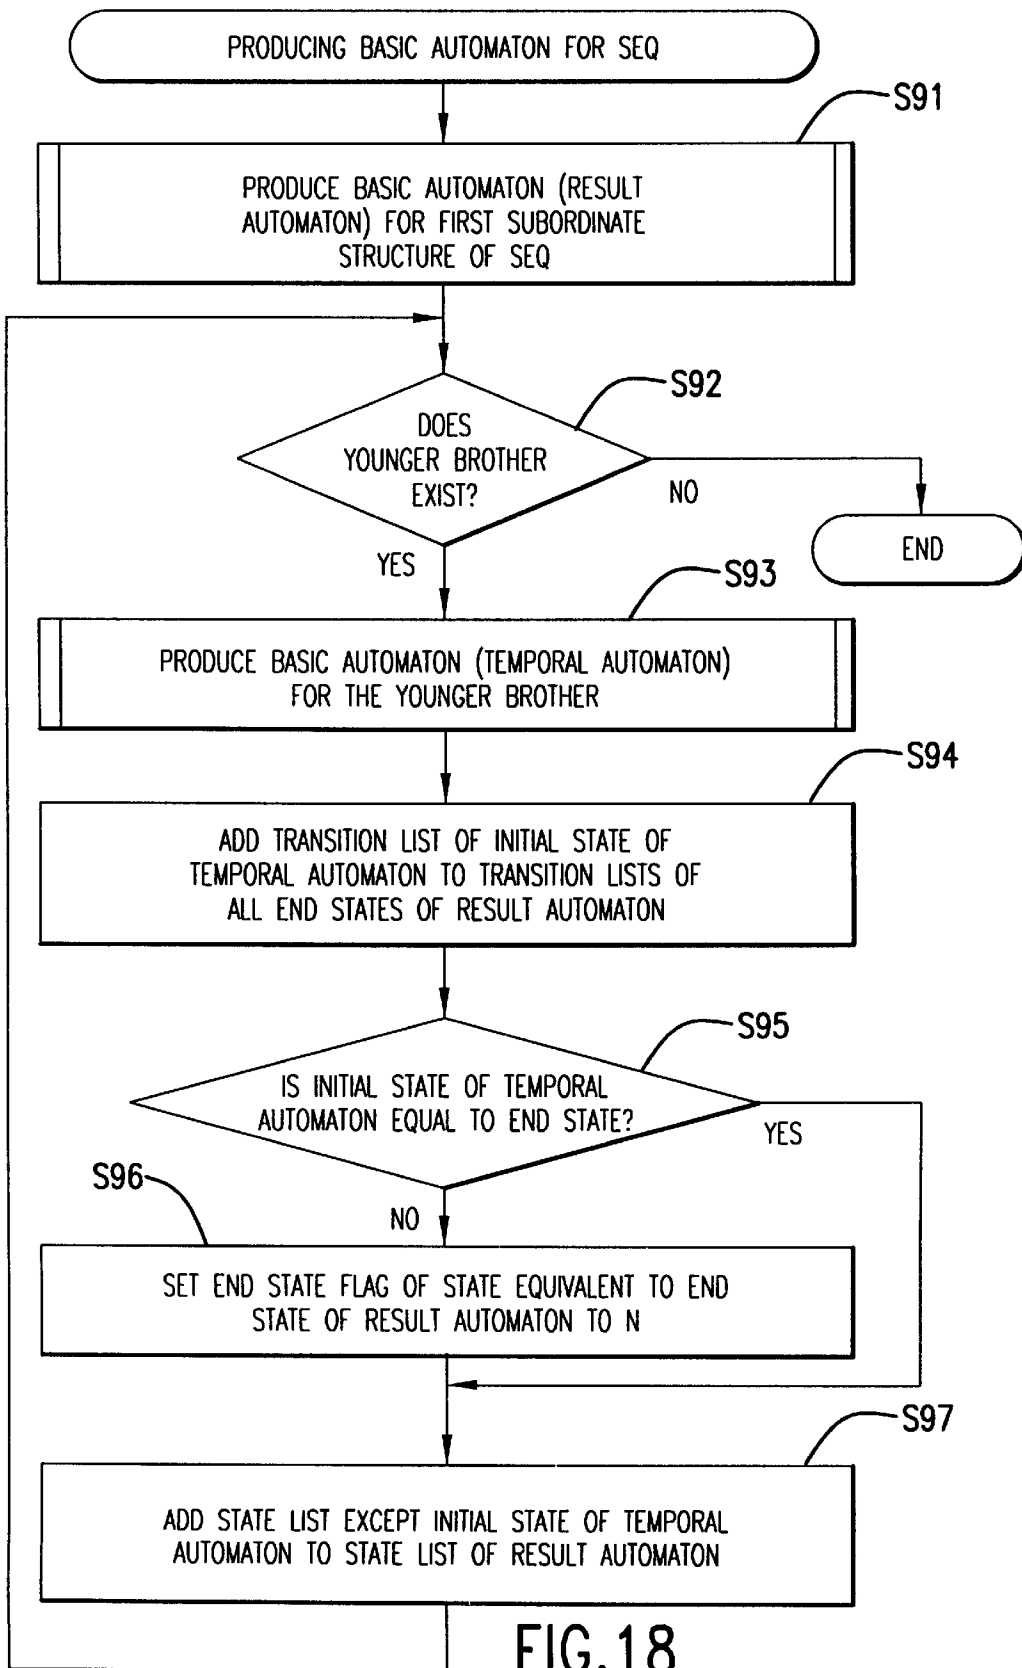 PRODUCING BASIC AUTOMATON FOR SEQ
S91
PRODUCE BASIC AUTOMATON (RESULT
AUTOMATON) FOR FIRST SUBORDINATE
STRUCTURE OF SEQ
S92
DOES
YOUNGER BROTHER
EXIST?
NO
END
YES
S93
PRODUCE BASIC AUTOMATON (TEMPORAL AUTOMATON)
FOR THE YOUNGER BROTHER
S94
ADD TRANSITION LIST OF INITIAL STATE OF
TEMPORAL AUTOMATON TO TRANSITION LISTS OF
ALL END STATES OF RESULT AUTOMATON
S95
IS INITIAL STATE OF TEMPORAL
AUTOMATON EQUAL TO END STATE?
YES
S96
NO
SET END STATE FLAG OF STATE EQUIVALENT TO END
STATE OF RESULT AUTOMATON TO N
S97
ADD STATE LIST EXCEPT INITIAL STATE OF TEMPORAL
AUTOMATON TO STATE LIST OF RESULT AUTOMATON
FIG.18